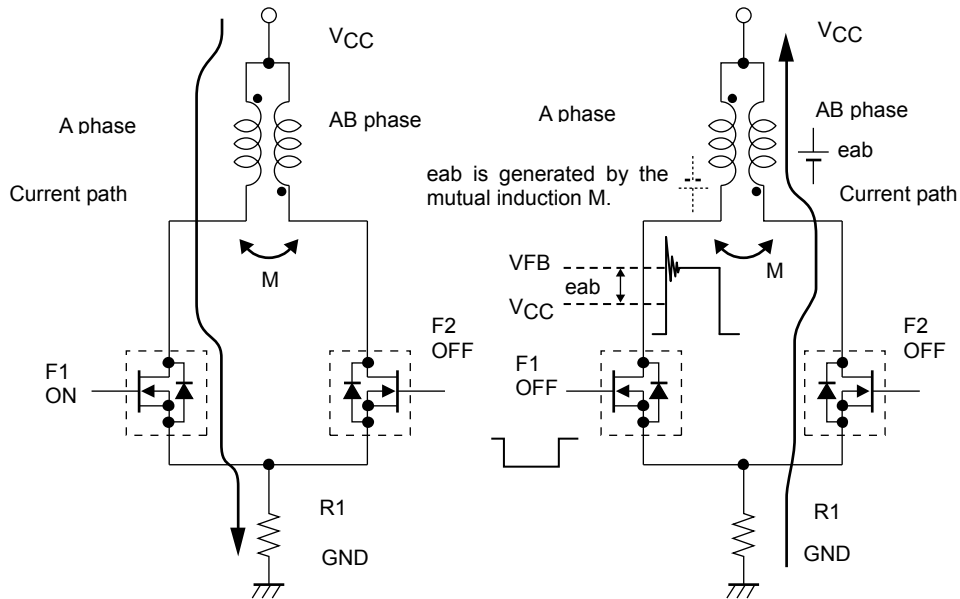 VCC
A phase
AB phase
Current path
M
F1
ON
F2
OFF
R1
GND
VCC
A phase
AB phase
eab
eab is generated by the
mutual induction M.
Current path
M
VFB
eab
VCC
F1
OFF
F2
OFF
R1
GND